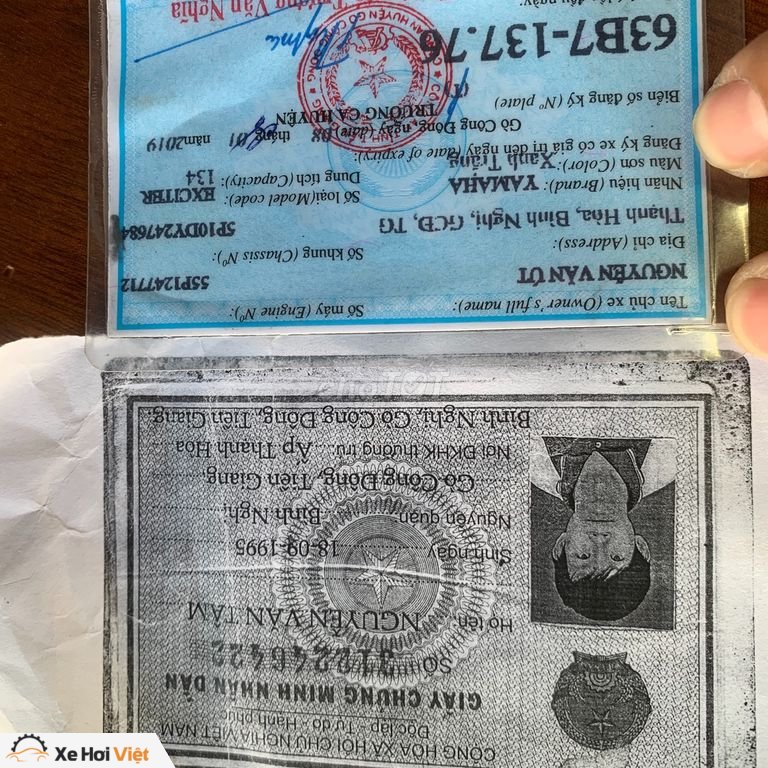 CỘNG HÒA XÃ HỘI CHỦ NGHĨA VIỆT NAM
Độc lập - Tự do - Hạnh phúc
GIẤY CHỨNG MINH NHÂN DÂN
SỐ 312246422
Họ tên: NGUYỄN VĂN TÂM
Sinh ngày 18-09-1995
Nguyên quán Bình Nghị,
Gò Công Đông, Tiền Giang
Nơi ĐKHK thường trú Ấp Thạnh Hòa
Bình Nghị, Gò Công Đông, Tiền Giang.
Tên chủ xe (Owner's full name):
NGUYỄN VĂN ÚT
Số máy (Engine Nº):
55P1247712
Địa chỉ (Address):
Thạnh Hòa, Bình Nghị, GCĐ, TG
Số khung (Chassis Nº)
5P10DY247684
Nhãn hiệu (Brand): YAMAHA
Số loại (Model code): EXCITER
Màu sơn (Color): Xanh Trắng
Dung tích (Capacity): 134
Đăng ký xe có giá trị đến ngày (date of expiry)
Gò Công Đông, ngày (date) 08 tháng 01 năm 2019
TRƯỞNG CA HUYỆN
Biển số đăng ký (Nº plate)
(T)
63B7-137.76
Trương Văn Nghĩa
Xe Hơi Việt